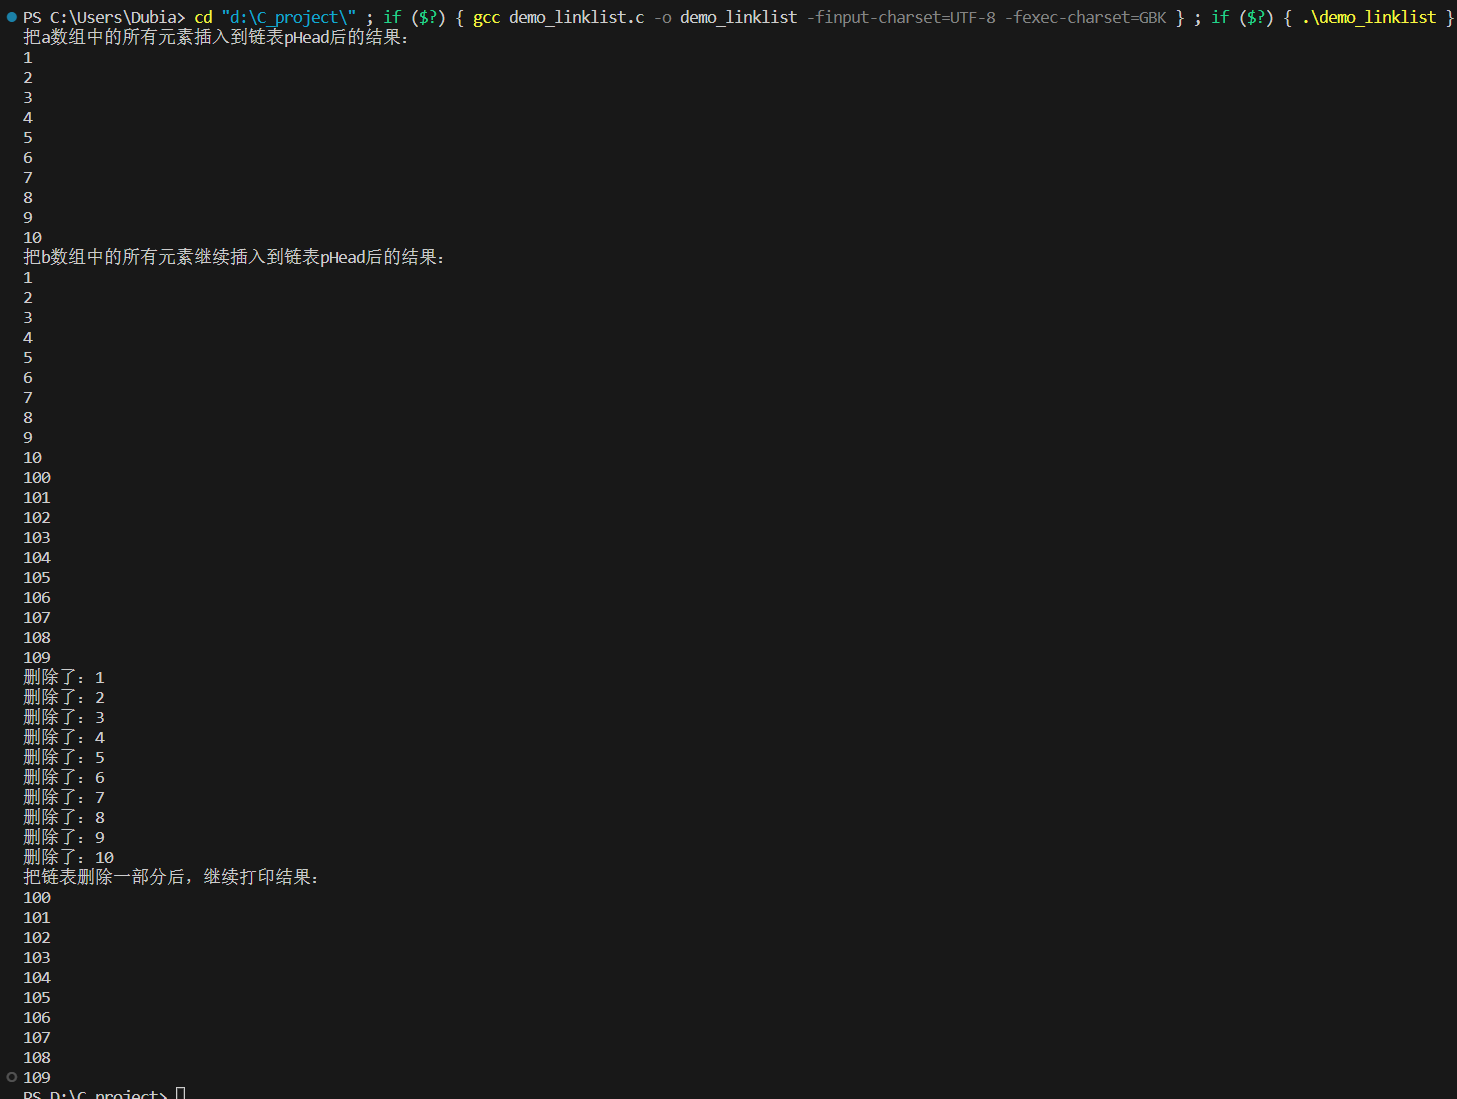 PS C:\Users\Dubia> cd "d:\C_project\" ; if ($?) { gcc demo_linklist.c -o demo_linklist -finput-charset=UTF-8 -fexec-charset=GBK } ; if ($?) { .\demo_linklist }
把a数组中的所有元素插入到链表pHead后的结果：
1
2
3
4
5
6
7
8
9
10
把b数组中的所有元素继续插入到链表pHead后的结果：
1
2
3
4
5
6
7
8
9
10
100
101
102
103
104
105
106
107
108
109
删除了：1
删除了：2
删除了：3
删除了：4
删除了：5
删除了：6
删除了：7
删除了：8
删除了：9
删除了：10
把链表删除一部分后，继续打印结果：
100
101
102
103
104
105
106
107
108
109
PS D:\C_project>